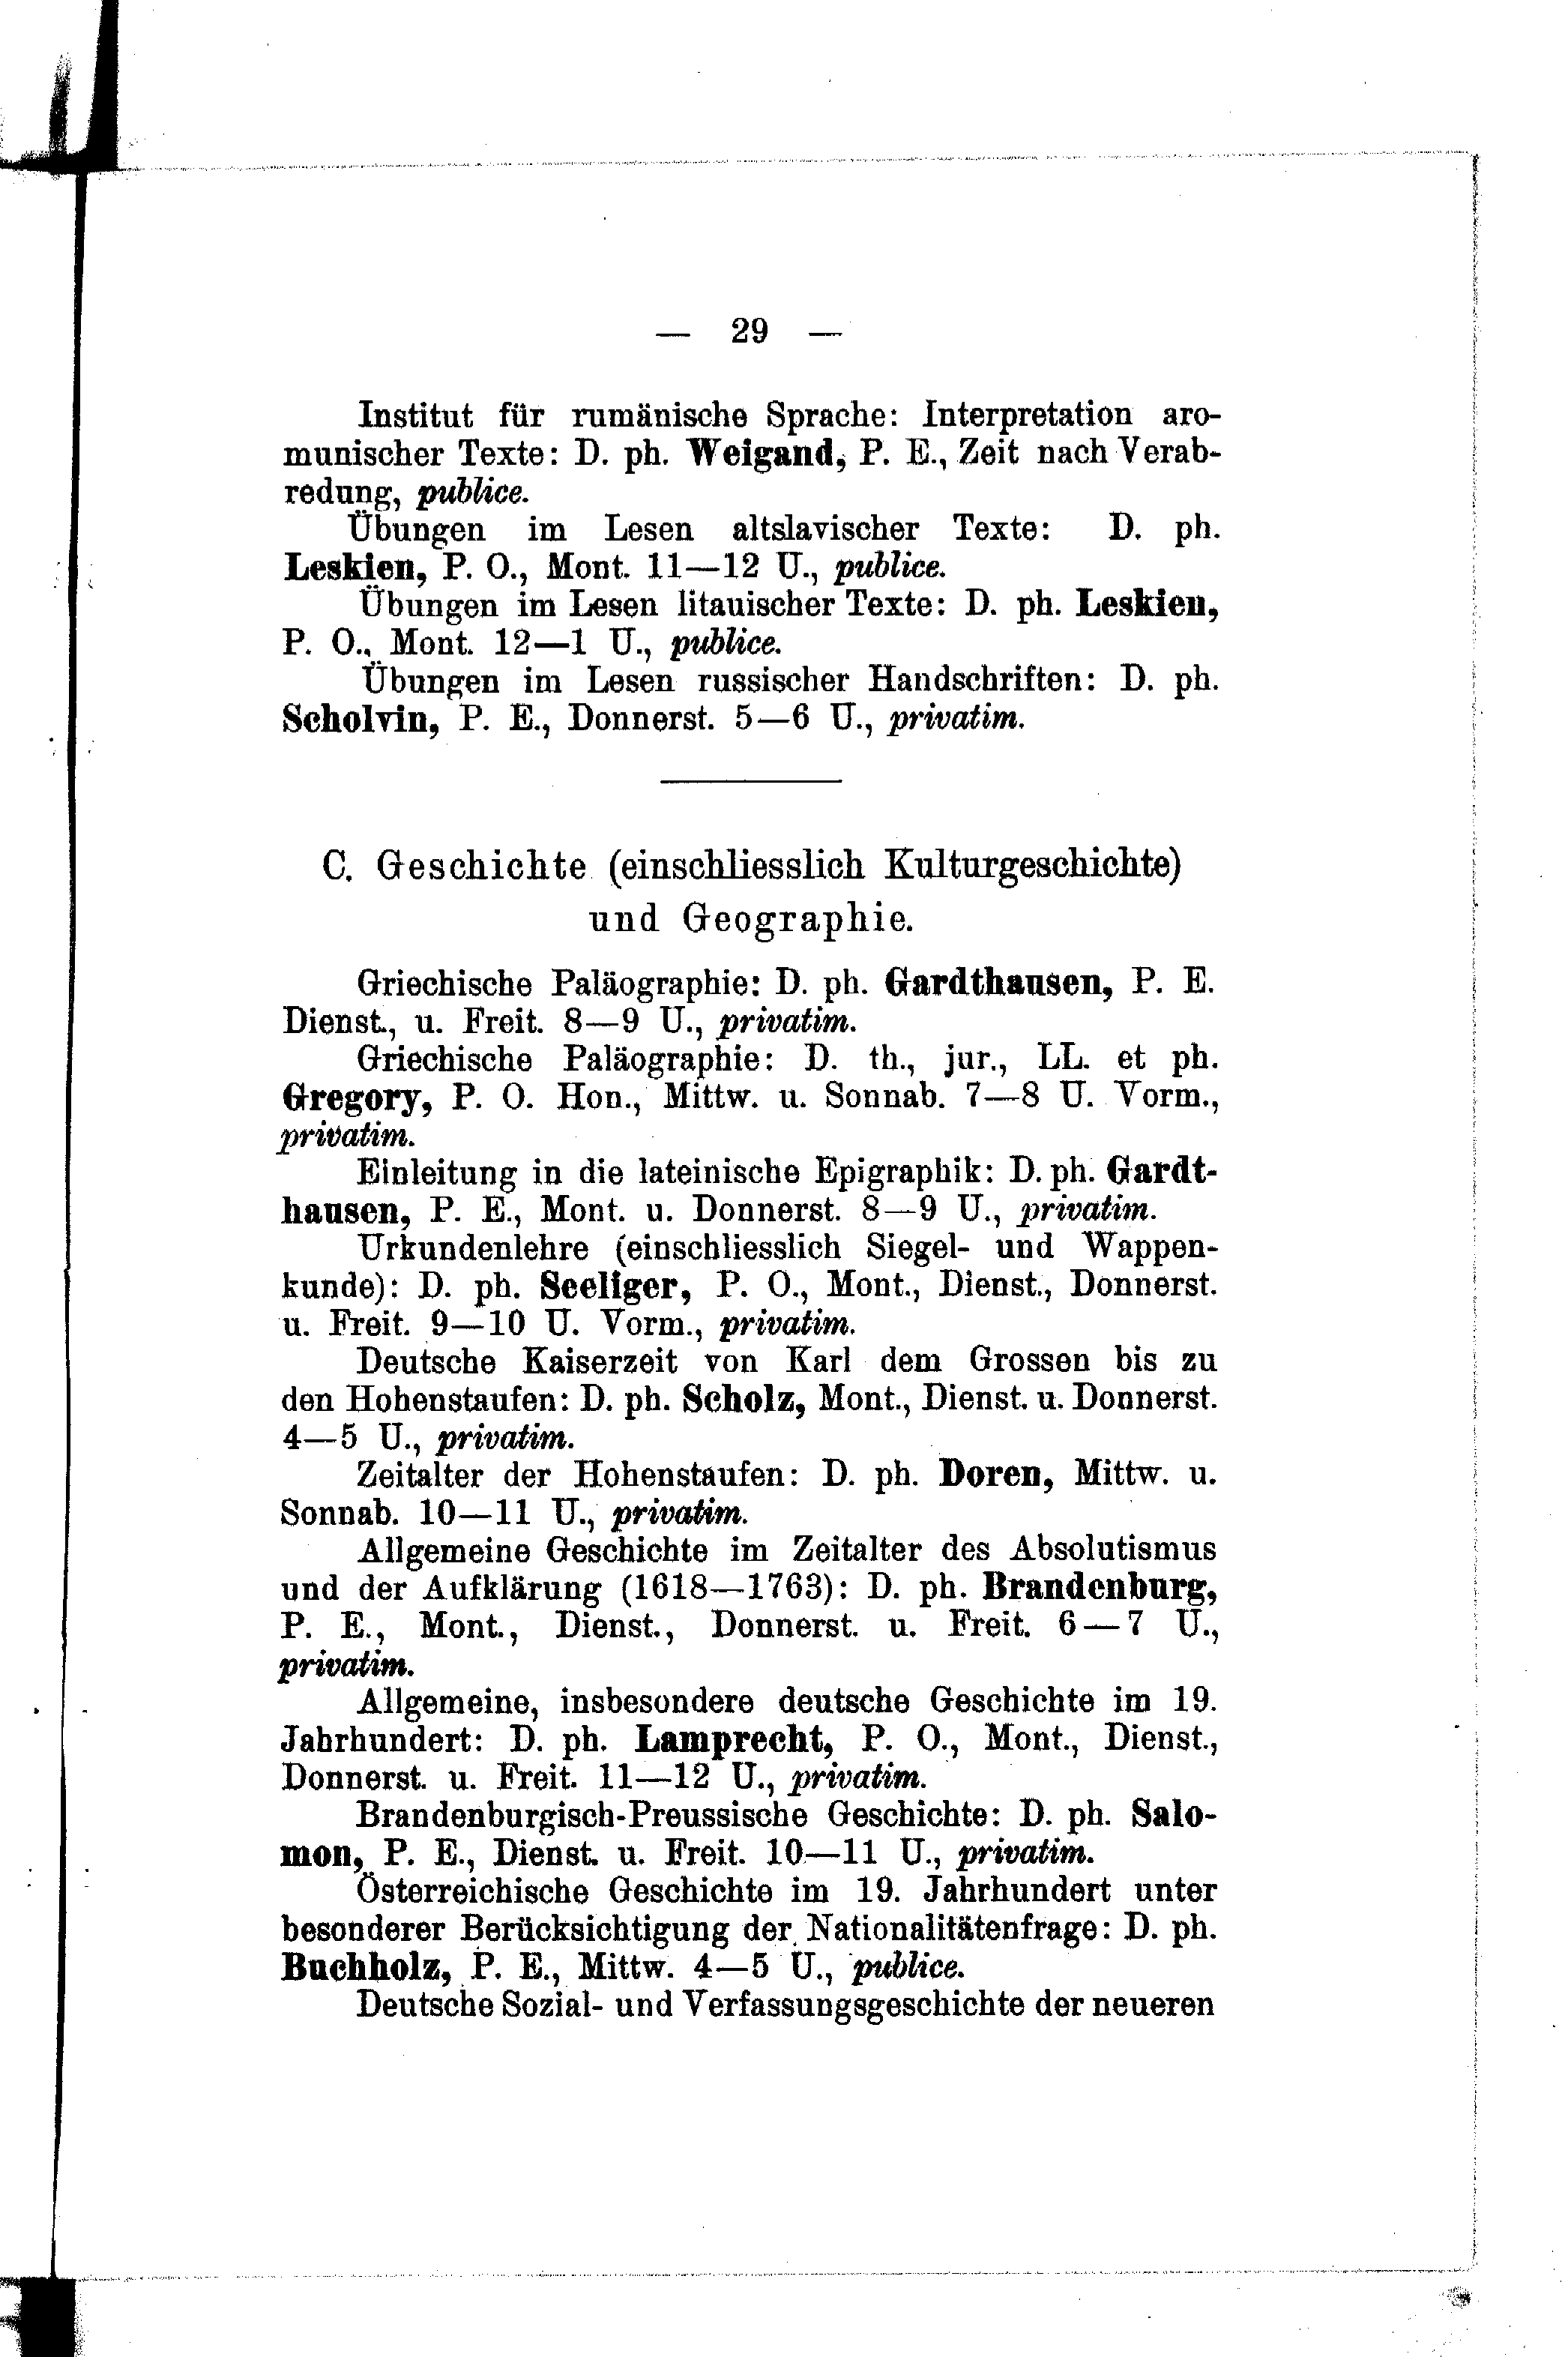 — 29 —
Institut für rumänische Sprache: Interpretation aro-
munischer Texte: D. ph. Weigand, P. E., Zeit nach Verab-
redung, publice.
Übungen im Lesen altslavischer Texte: D. ph.
Leskien, P. O., Mont. 11—12 U., publice.
Übungen im Lesen litauischer Texte: D. ph. Leskien,
P. O., Mont. 12—1 U., publice.
Übungen im Lesen russischer Handschriften: D. ph.
Scholvin, P. E., Donnerst. 5—6 U., privatim.
C. Geschichte (einschliesslich Kulturgeschichte)
und Geographie.
Griechische Paläographie: D. ph. Gardthausen, P. E.
Dienst., u. Freit. 8—9 U., privatim.
Griechische Paläographie: D. th., jur., LL. et ph.
Gregory, P. O. Hon., Mittw. u. Sonnab. 7—8 U. Vorm.,
privatim.
Einleitung in die lateinische Epigraphik: D. ph. Gardt-
hausen, P. E., Mont. u. Donnerst. 8—9 U., privatim.
Urkundenlehre (einschliesslich Siegel- und Wappen-
kunde): D. ph. Seeliger, P. O., Mont., Dienst., Donnerst.
u. Freit. 9—10 U. Vorm., privatim.
Deutsche Kaiserzeit von Karl dem Grossen bis zu
den Hohenstaufen: D. ph. Scholz, Mont., Dienst. u. Donnerst.
4—5 U., privatim.
Zeitalter der Hohenstaufen: D. ph. Doren, Mittw. u.
Sonnab. 10—11 U., privatim.
Allgemeine Geschichte im Zeitalter des Absolutismus
und der Aufklärung (1618—1763): D. ph. Brandenburg,
P. E., Mont., Dienst., Donnerst. u. Freit. 6—7 U.,
privatim.
Allgemeine, insbesondere deutsche Geschichte im 19.
Jahrhundert: D. ph. Lamprecht, P. O., Mont., Dienst.,
Donnerst. u. Freit. 11—12 U., privatim.
Brandenburgisch-Preussische Geschichte: D. ph. Salo-
mon, P. E., Dienst. u. Freit. 10—11 U., privatim.
Österreichische Geschichte im 19. Jahrhundert unter
besonderer Berücksichtigung der Nationalitätenfrage: D. ph.
Buchholz, P. E., Mittw. 4—5 U., publice.
Deutsche Sozial- und Verfassungsgeschichte der neueren